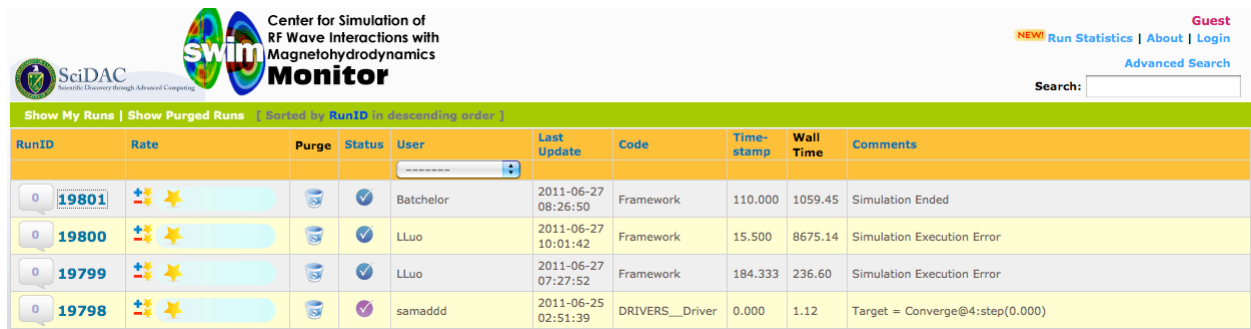 swim
Center for Simulation of
RF Wave Interactions with
Magnetohydrodynamics
Monitor
SciDAC
Scientific Discovery through Advanced Computing
Guest
NEW! Run Statistics | About | Login
Advanced Search
Search:
Show My Runs | Show Purged Runs [ Sorted by RunID in descending order ]
RunID Rate Purge Status User Last Update Code Time-stamp Wall Time Comments
-------
0 19801 Batchelor 2011-06-27 08:26:50 Framework 110.000 1059.45 Simulation Ended
0 19800 LLuo 2011-06-27 10:01:42 Framework 15.500 8675.14 Simulation Execution Error
0 19799 LLuo 2011-06-27 07:27:52 Framework 184.333 236.60 Simulation Execution Error
0 19798 samaddd 2011-06-25 02:51:39 DRIVERS__Driver 0.000 1.12 Target = Converge@4:step(0.000)